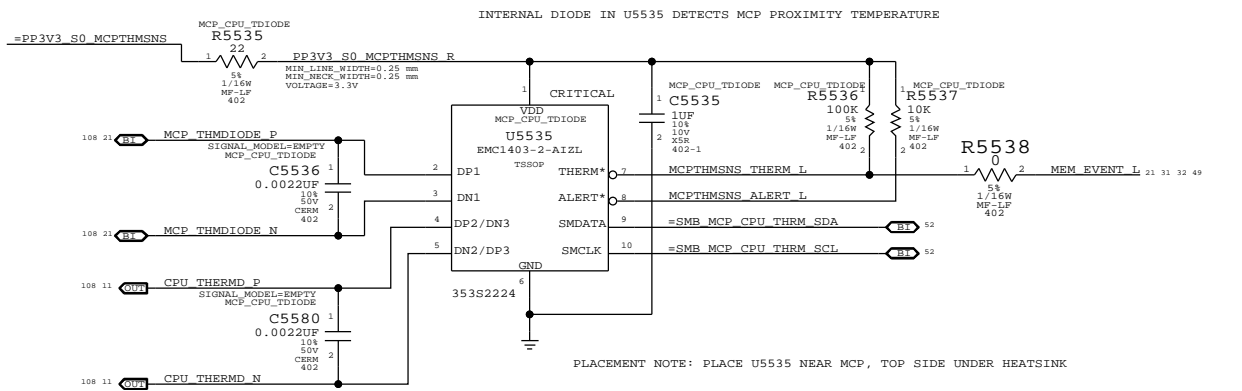 INTERNAL DIODE IN U5535 DETECTS MCP PROXIMITY TEMPERATURE
=PP3V3_S0_MCPTHMSNS
MCP_CPU_TDIODE
R5535
22
1 2
5%
1/16W
MF-LF
402
PP3V3_S0_MCPTHMSNS_R
MIN_LINE_WIDTH=0.25 mm
MIN_NECK_WIDTH=0.25 mm
VOLTAGE=3.3V
1
VDD
CRITICAL
MCP_CPU_TDIODE
U5535
EMC1403-2-AIZL
TSSOP
2 DP1
3 DN1
4 DP2/DN3
5 DN2/DP3
THERM* 7
ALERT* 8
SMDATA 9
SMCLK 10
GND
6
353S2224
MCP_CPU_TDIODE
1
C5535
1UF
10%
10V
2
X5R
402-1
MCP_CPU_TDIODE
1
R5536
100K
5%
1/16W
MF-LF
402
2
MCP_CPU_TDIODE
1
R5537
10K
5%
1/16W
MF-LF
402
2
R5538
0
1 2
5%
1/16W
MF-LF
402
MCPTHMSNS_THERM_L
MEM_EVENT_L 21 31 32 49
MCPTHMSNS_ALERT_L
=SMB_MCP_CPU_THRM_SDA BI 52
=SMB_MCP_CPU_THRM_SCL BI 52
108 21 BI MCP_THMDIODE_P
SIGNAL_MODEL=EMPTY
MCP_CPU_TDIODE
C5536 1
0.0022UF
10%
50V
CERM
402
2
108 21 BI MCP_THMDIODE_N
108 11 OUT CPU_THERMD_P
SIGNAL_MODEL=EMPTY
MCP_CPU_TDIODE
C5580 1
0.0022UF
10%
50V
CERM
402
2
108 11 OUT CPU_THERMD_N
PLACEMENT NOTE: PLACE U5535 NEAR MCP, TOP SIDE UNDER HEATSINK